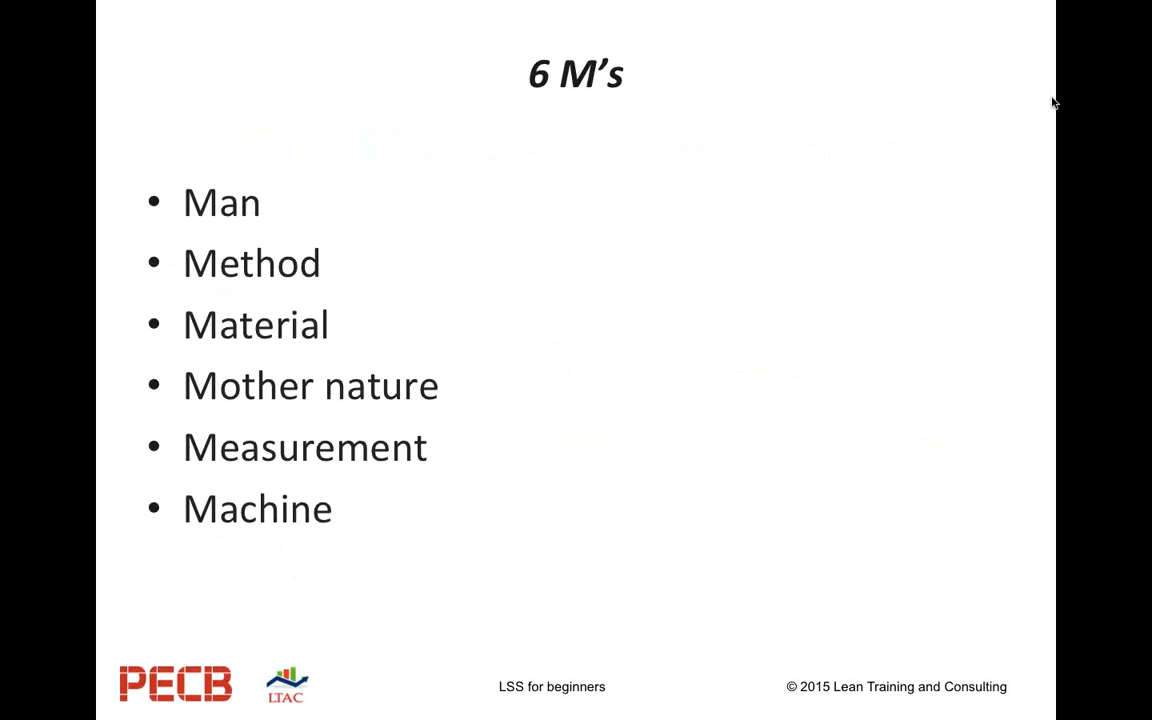 6 M’s
• Man
• Method
• Material
• Mother nature
• Measurement
• Machine
PECB
LTAC
LSS for beginners
© 2015 Lean Training and Consulting